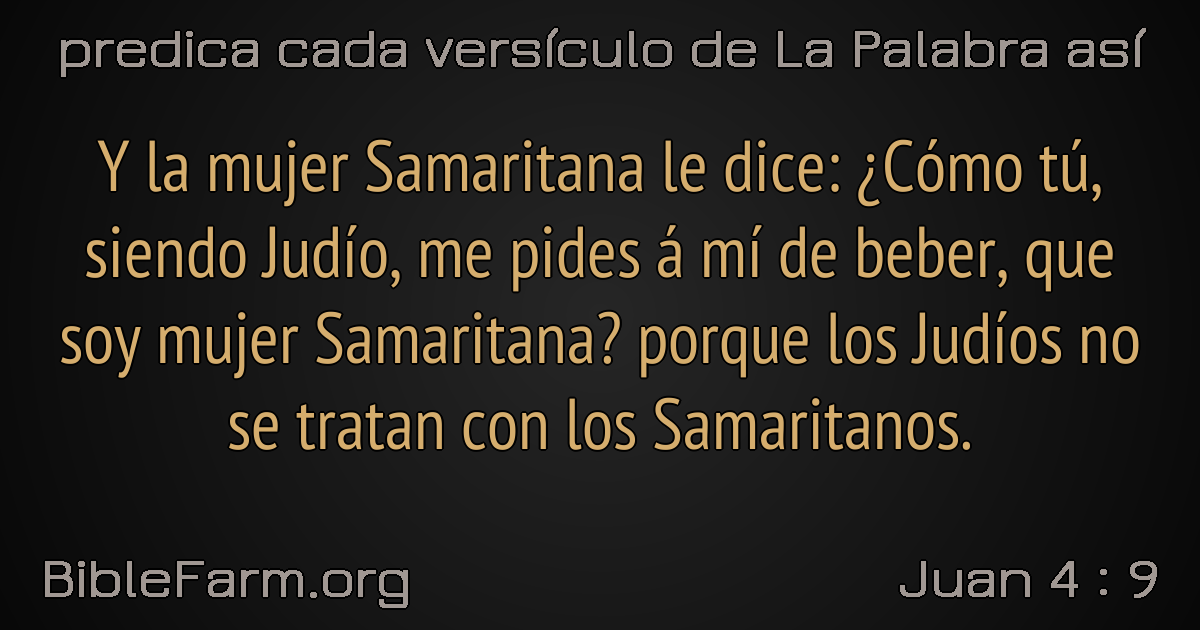 predica cada versículo de La Palabra así
Y la mujer Samaritana le dice: ¿Cómo tú,
siendo Judío, me pides á mí de beber, que
soy mujer Samaritana? porque los Judíos no
se tratan con los Samaritanos.
BibleFarm.org
Juan 4 : 9